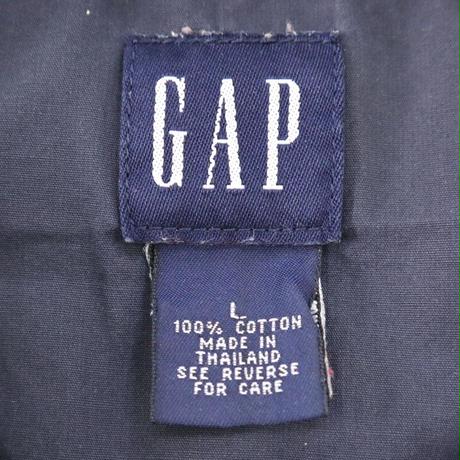 GAP
L
100% COTTON
MADE IN
THAILAND
SEE REVERSE
FOR CARE